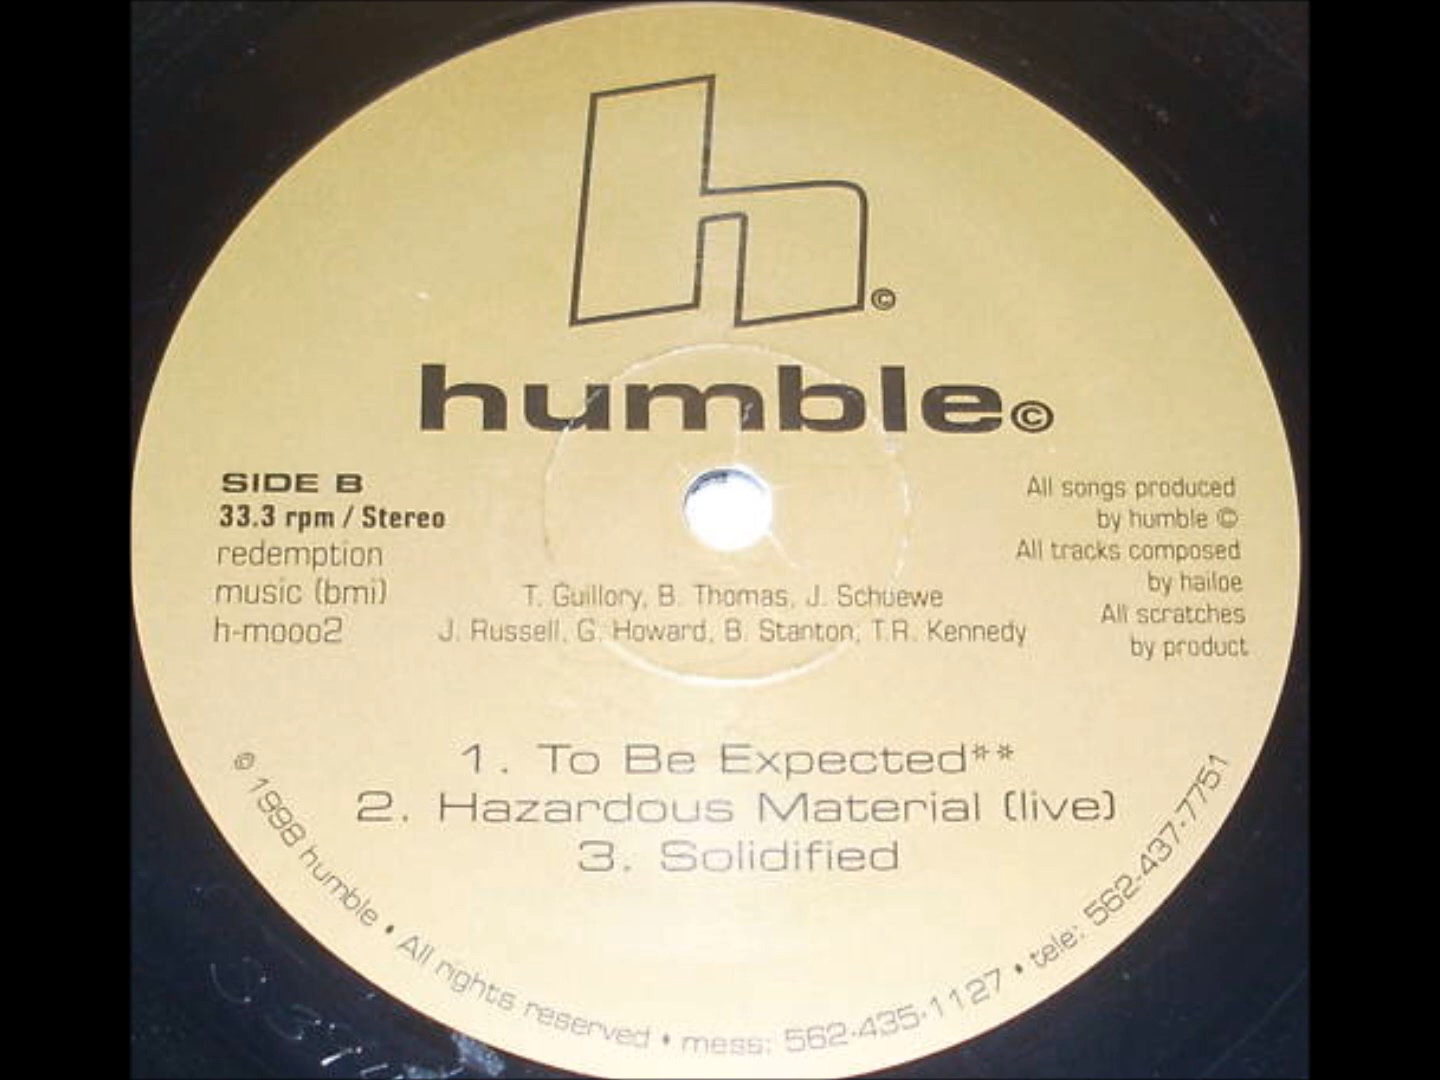 h.©
humble©
SIDE B
33.3 rpm / Stereo
redemption
music (bmi)
h-mooo2
T. Guillory, B. Thomas, J. Schuewe
J. Russell, G. Howard, B. Stanton, T.R. Kennedy
All songs produced
by humble ©
All tracks composed
by hailoe
All scratches
by product
1. To Be Expected**
2. Hazardous Material (live)
3. Solidified
© 1998 humble • All rights reserved • mess: 562-435-1127 • tele: 562-437-7751